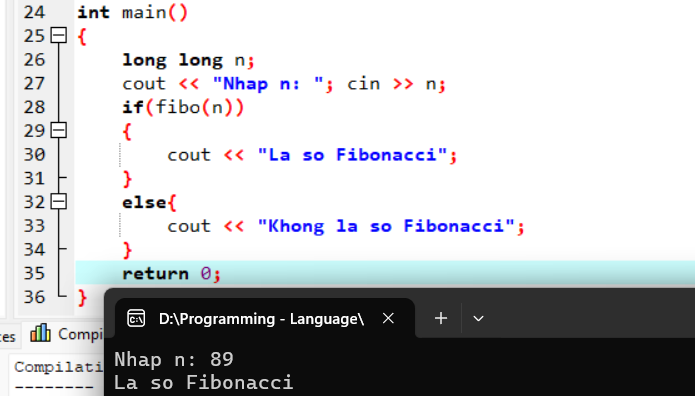 24 int main()
25 {
26 long long n;
27 cout << "Nhap n: "; cin >> n;
28 if(fibo(n))
29 {
30 cout << "La so Fibonacci";
31 }
32 else{
33 cout << "Khong la so Fibonacci";
34 }
35 return 0;
36 }
es Compi
D:\Programming - Language\
Compilati
--------
Nhap n: 89
La so Fibonacci